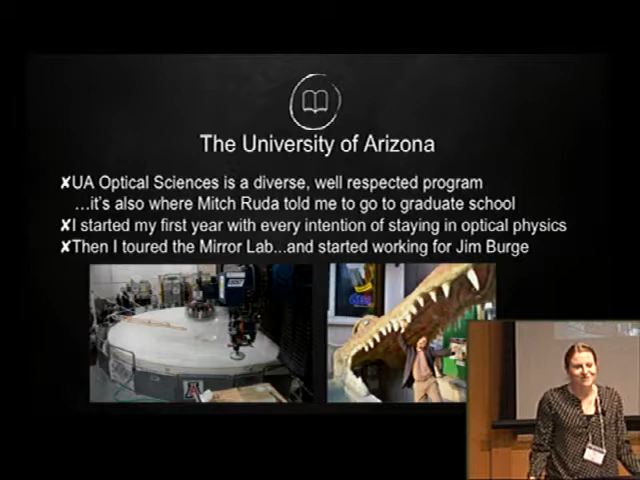 The University of Arizona
✘UA Optical Sciences is a diverse, well respected program
...it's also where Mitch Ruda told me to go to graduate school
✘I started my first year with every intention of staying in optical physics
✘Then I toured the Mirror Lab...and started working for Jim Burge
A